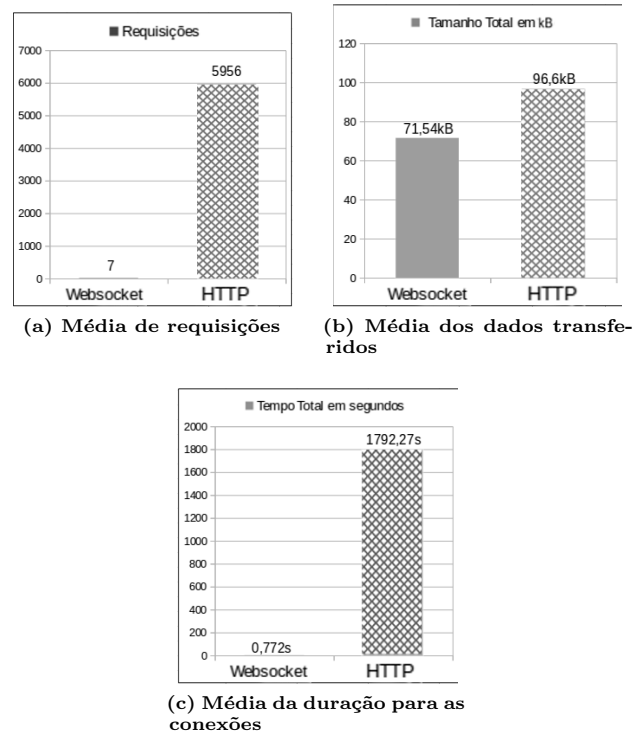 Requisições
7000
6000
5000
4000
3000
2000
1000
0
5956
7
Websocket HTTP
(a) Média de requisições
Tamanho Total em kB
120
100
80
60
40
20
0
96,6kB
71,54kB
Websocket HTTP
(b) Média dos dados transfe-
ridos
Tempo Total em segundos
2000
1800
1600
1400
1200
1000
800
600
400
200
0
1792,27s
0,772s
Websocket HTTP
(c) Média da duração para as
conexões